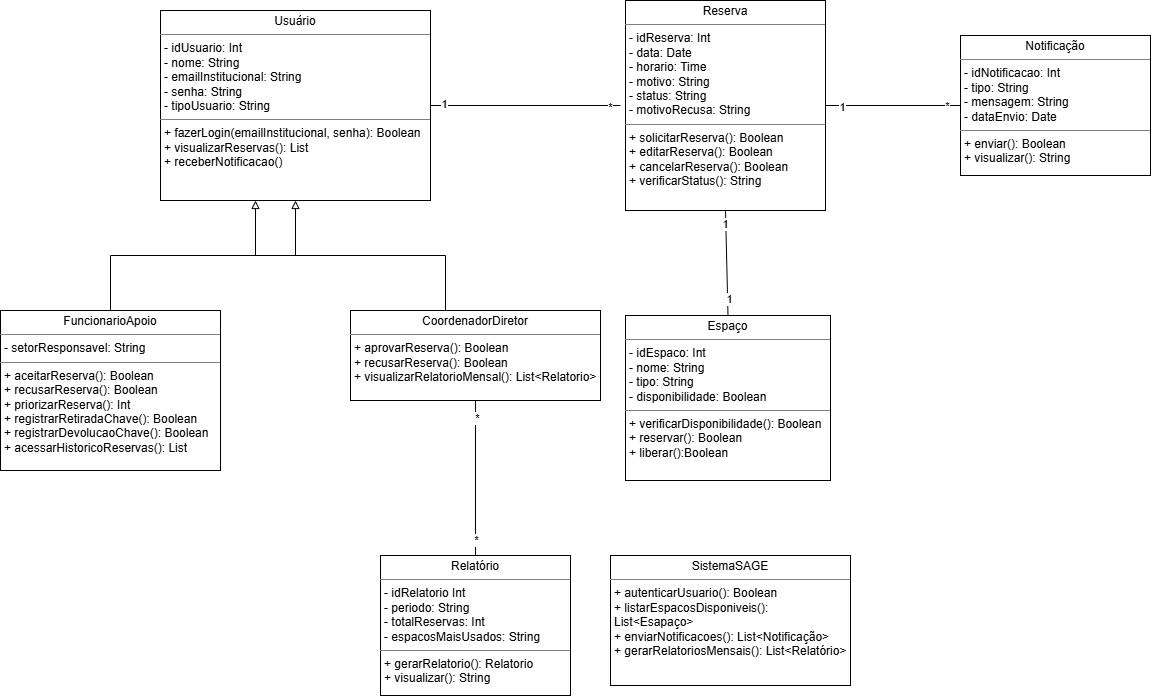 Usuário
- idUsuario: Int
- nome: String
- emailInstitucional: String
- senha: String
- tipoUsuario: String
+ fazerLogin(emailInstitucional, senha): Boolean
+ visualizarReservas(): List
+ receberNotificacao()
1
*
Reserva
- idReserva: Int
- data: Date
- horario: Time
- motivo: String
- status: String
- motivoRecusa: String
+ solicitarReserva(): Boolean
+ editarReserva(): Boolean
+ cancelarReserva(): Boolean
+ verificarStatus(): String
1
*
Notificação
- idNotificacao: Int
- tipo: String
- mensagem: String
- dataEnvio: Date
+ enviar(): Boolean
+ visualizar(): String
1
1
FuncionarioApoio
- setorResponsavel: String
+ aceitarReserva(): Boolean
+ recusarReserva(): Boolean
+ priorizarReserva(): Int
+ registrarRetiradaChave(): Boolean
+ registrarDevolucaoChave(): Boolean
+ acessarHistoricoReservas(): List
CoordenadorDiretor
+ aprovarReserva(): Boolean
+ recusarReserva(): Boolean
+ visualizarRelatorioMensal(): List<Relatorio>
Espaço
- idEspaco: Int
- nome: String
- tipo: String
- disponibilidade: Boolean
+ verificarDisponibilidade(): Boolean
+ reservar(): Boolean
+ liberar():Boolean
*
*
Relatório
- idRelatorio Int
- periodo: String
- totalReservas: Int
- espacosMaisUsados: String
+ gerarRelatorio(): Relatorio
+ visualizar(): String
SistemaSAGE
+ autenticarUsuario(): Boolean
+ listarEspacosDisponiveis():
List<Esapaço>
+ enviarNotificacoes(): List<Notificação>
+ gerarRelatoriosMensais(): List<Relatório>